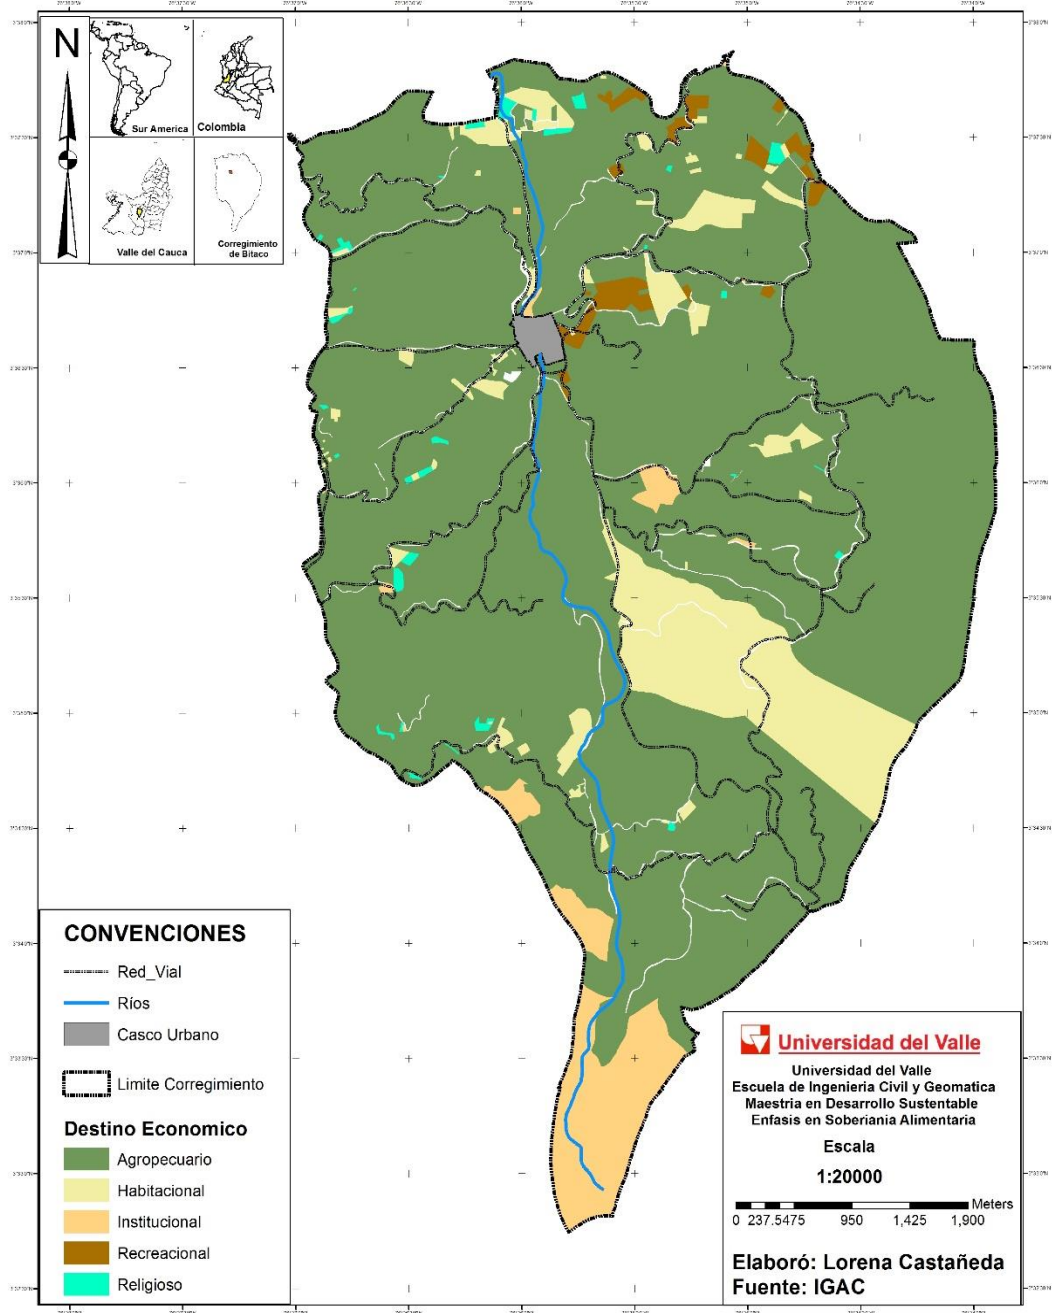 N
Sur America
Colombia
Valle del Cauca
Corregimiento
de Bitaco
CONVENCIONES
Red_Vial
Ríos
Casco Urbano
Limite Corregimiento
Destino Economico
Agropecuario
Habitacional
Institucional
Recreacional
Religioso
Universidad del Valle
Universidad del Valle
Escuela de Ingenieria Civil y Geomatica
Maestria en Desarrollo Sustentable
Enfasis en Soberiania Alimentaria
Escala
1:20000
Meters
0 237.5475 950 1,425 1,900
Elaboró: Lorena Castañeda
Fuente: IGAC